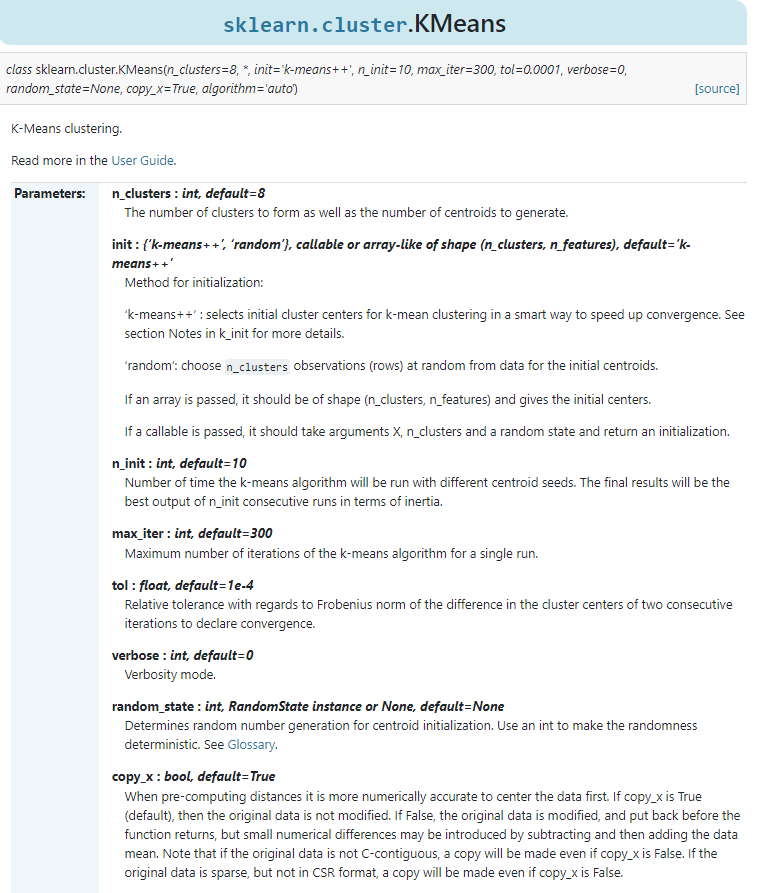 sklearn.cluster.KMeans
class sklearn.cluster.KMeans(n_clusters=8, *, init='k-means++', n_init=10, max_iter=300, tol=0.0001, verbose=0,
random_state=None, copy_x=True, algorithm='auto')
[source]
K-Means clustering.
Read more in the User Guide.
Parameters:
n_clusters : int, default=8
The number of clusters to form as well as the number of centroids to generate.
init : {'k-means++', 'random'}, callable or array-like of shape (n_clusters, n_features), default='k-
means++'
Method for initialization:
'k-means++' : selects initial cluster centers for k-mean clustering in a smart way to speed up convergence. See
section Notes in k_init for more details.
'random': choose n_clusters observations (rows) at random from data for the initial centroids.
If an array is passed, it should be of shape (n_clusters, n_features) and gives the initial centers.
If a callable is passed, it should take arguments X, n_clusters and a random state and return an initialization.
n_init : int, default=10
Number of time the k-means algorithm will be run with different centroid seeds. The final results will be the
best output of n_init consecutive runs in terms of inertia.
max_iter : int, default=300
Maximum number of iterations of the k-means algorithm for a single run.
tol : float, default=1e-4
Relative tolerance with regards to Frobenius norm of the difference in the cluster centers of two consecutive
iterations to declare convergence.
verbose : int, default=0
Verbosity mode.
random_state : int, RandomState instance or None, default=None
Determines random number generation for centroid initialization. Use an int to make the randomness
deterministic. See Glossary.
copy_x : bool, default=True
When pre-computing distances it is more numerically accurate to center the data first. If copy_x is True
(default), then the original data is not modified. If False, the original data is modified, and put back before the
function returns, but small numerical differences may be introduced by subtracting and then adding the data
mean. Note that if the original data is not C-contiguous, a copy will be made even if copy_x is False. If the
original data is sparse, but not in CSR format, a copy will be made even if copy_x is False.